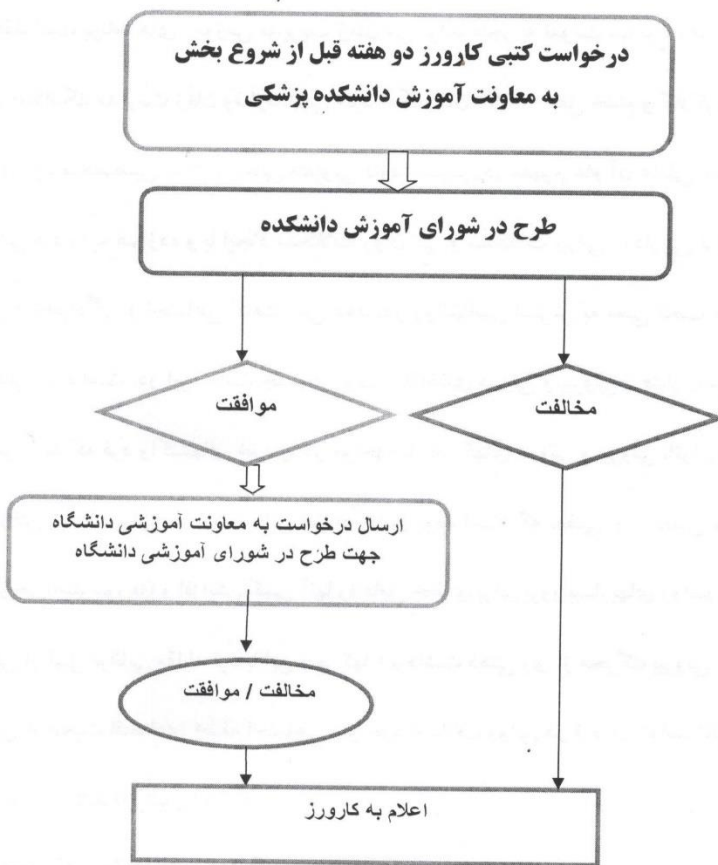 درخواست کتبی کارورز دو هفته قبل از شروع بخش
به معاونت آموزش دانشکده پزشکی
طرح در شورای آموزش دانشکده
موافقت
مخالفت
ارسال درخواست به معاونت آموزشی دانشگاه
جهت طرح در شورای آموزشی دانشگاه
مخالفت / موافقت
اعلام به کارورز